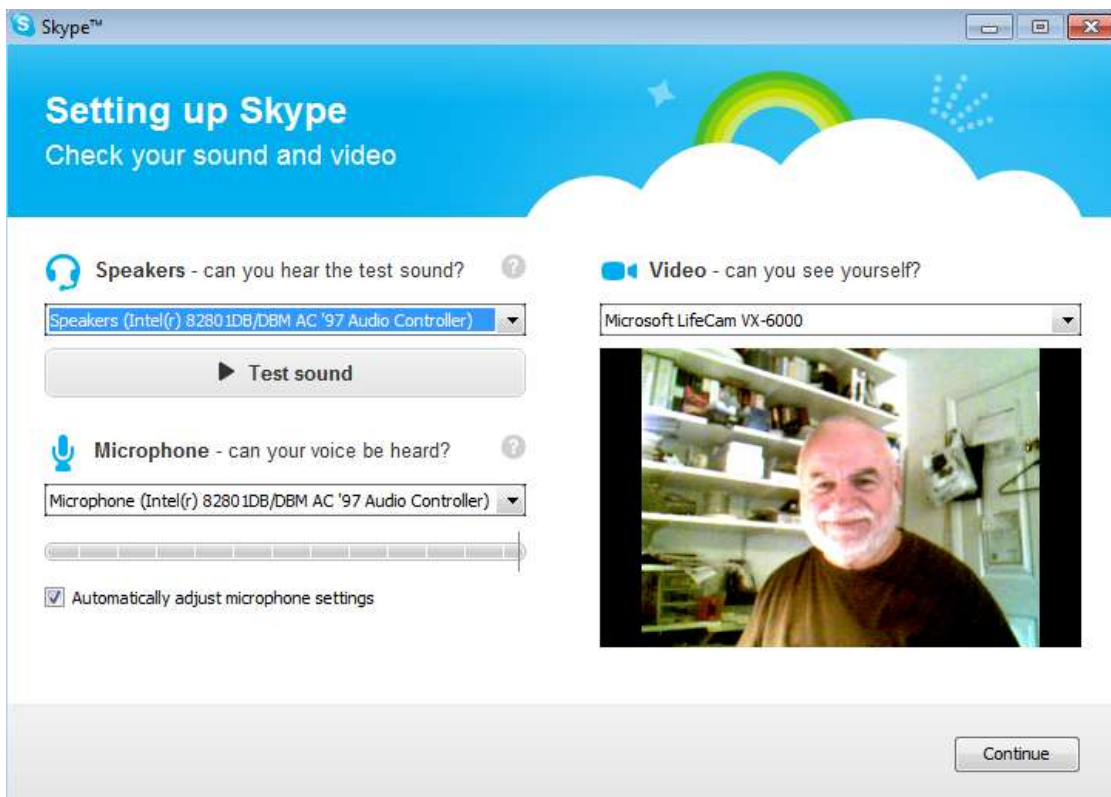 Skype™
Setting up Skype
Check your sound and video
Speakers - can you hear the test sound?
Speakers (Intel(r) 82801DB/DBM AC '97 Audio Controller)
Test sound
Microphone - can your voice be heard?
Microphone (Intel(r) 82801DB/DBM AC '97 Audio Controller)
Automatically adjust microphone settings
Video - can you see yourself?
Microsoft LifeCam VX-6000
Continue